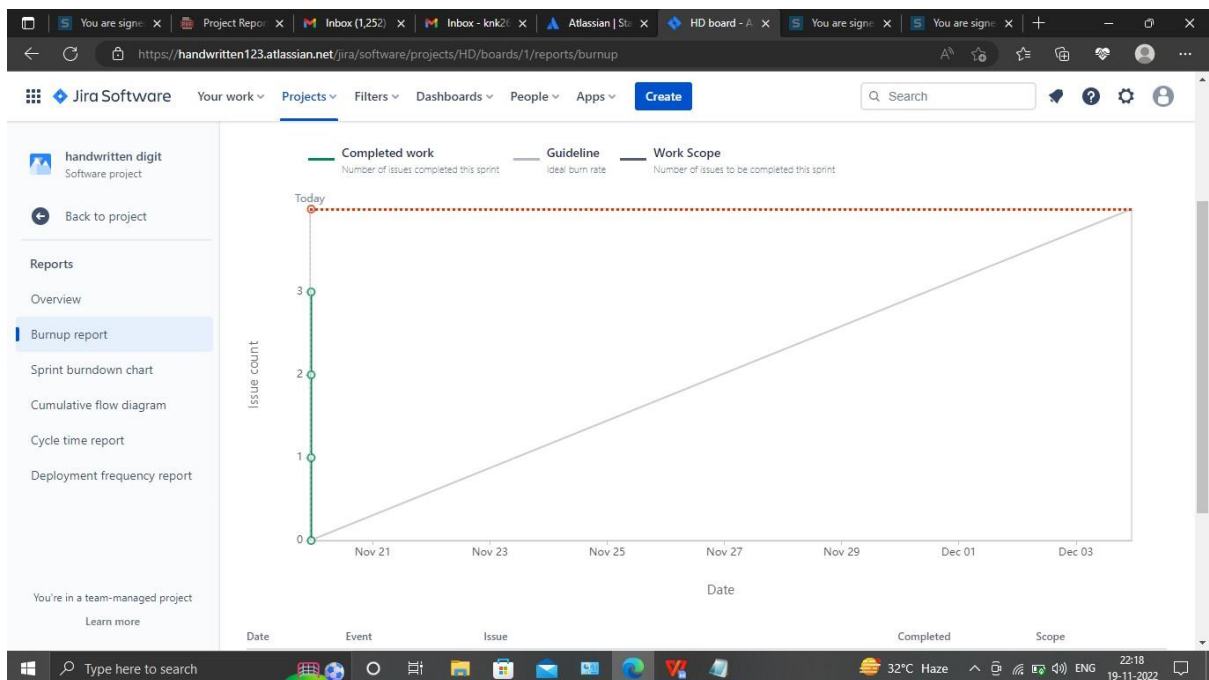 You are signe
Project Repor
Inbox (1,252)
Inbox - knk26
Atlassian | Sta
HD board - A
You are signe
You are signe
https://handwritten123.atlassian.net/jira/software/projects/HD/boards/1/reports/burnup
Jira Software Your work Projects Filters Dashboards People Apps Create Search
handwritten digit
Software project
Back to project
Reports
Overview
Burnup report
Sprint burndown chart
Cumulative flow diagram
Cycle time report
Deployment frequency report
You're in a team-managed project
Learn more
Completed work
Number of issues completed this sprint
Guideline
Ideal burn rate
Work Scope
Number of issues to be completed this sprint
Today
3
2
1
0
Issue count
Nov 21 Nov 23 Nov 25 Nov 27 Nov 29 Dec 01 Dec 03
Date
Date Event Issue Completed Scope
Type here to search
32°C Haze
ENG
22:18
19-11-2022